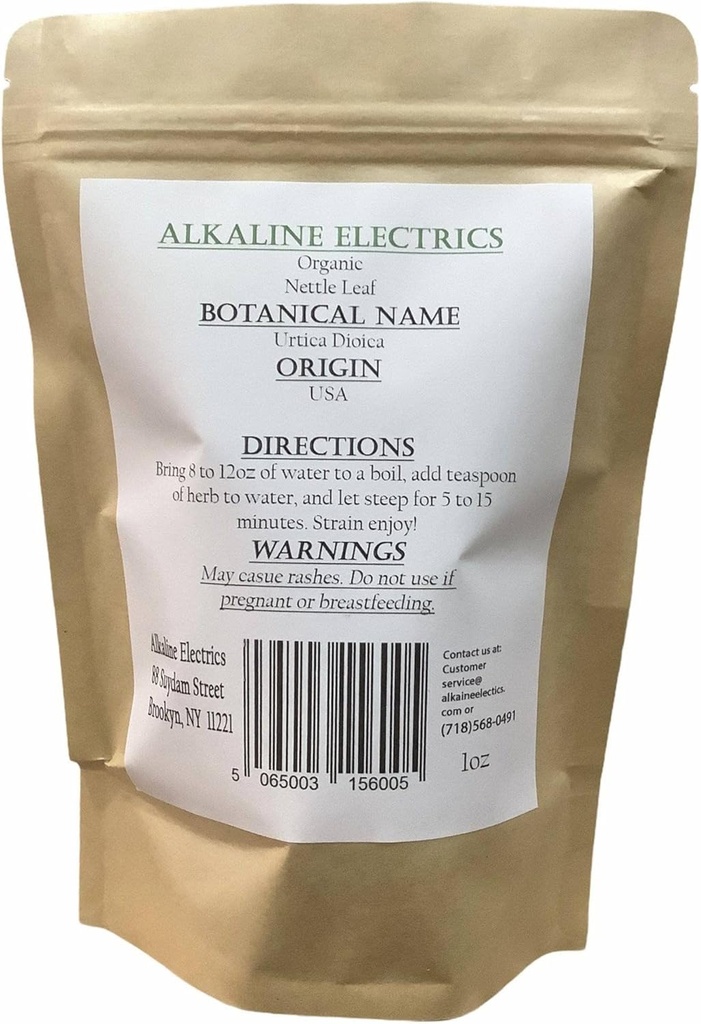 ALKALINE ELECTRICS
Organic
Nettle Leaf
BOTANICAL NAME
Urtica Dioica
ORIGIN
USA
DIRECTIONS
Bring 8 to 12oz of water to a boil, add teaspoon
of herb to water, and let steep for 5 to 15
minutes. Strain enjoy!
WARNINGS
May casue rashes. Do not use if
pregnant or breastfeeding.
Alkaline Electrics
88 Suydam Street
Brookyn, NY 11221
5 065003 156005
Contact us at:
Customer
service@
alkaineelectics.
com or
(718)568-0491
1oz